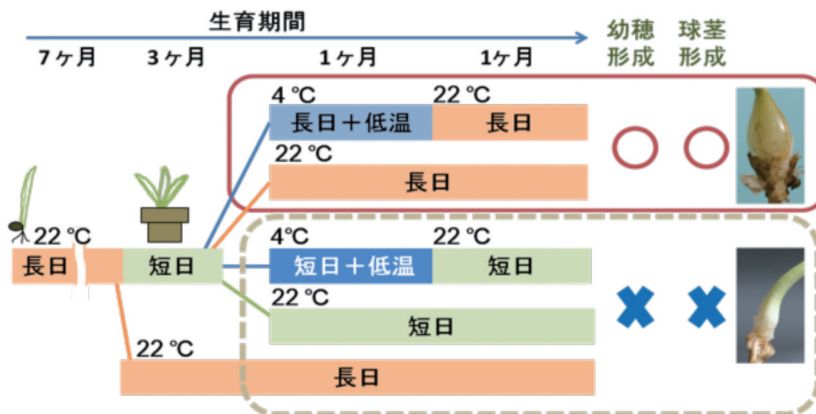 生育期間
幼穂 球茎
形成 形成
7ヶ月 3ヶ月 1ヶ月 1ヶ月
4 ℃ 22 ℃
長日＋低温 長日
22 ℃
長日
22 ℃ 4℃ 22 ℃
長日 短日 短日＋低温 短日
22 ℃
短日
22 ℃
長日